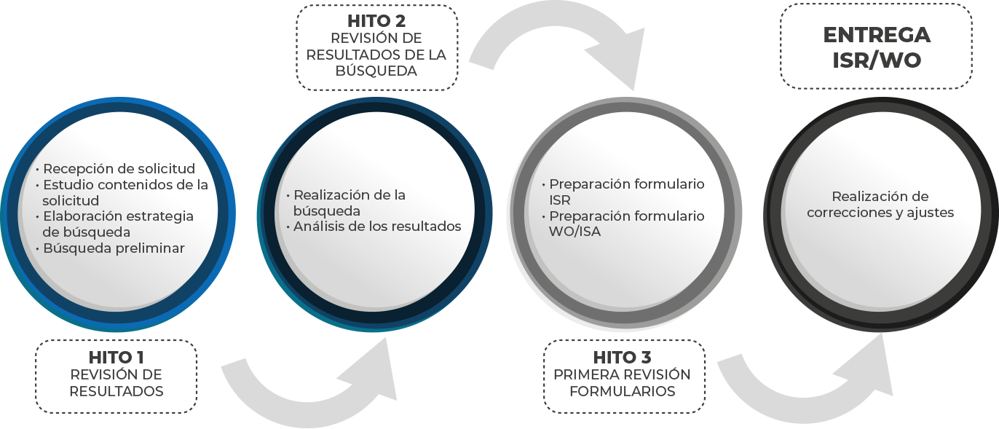 • Recepción de solicitud
• Estudio contenidos de la
solicitud
• Elaboración estrategia
de búsqueda
• Búsqueda preliminar
HITO 1
REVISIÓN DE
RESULTADOS
HITO 2
REVISIÓN DE
RESULTADOS DE LA
BÚSQUEDA
• Realización de la
búsqueda
• Análisis de los resultados
• Preparación formulario
ISR
• Preparación formulario
WO/ISA
HITO 3
PRIMERA REVISIÓN
FORMULARIOS
ENTREGA
ISR/WO
Realización de
correcciones y ajustes